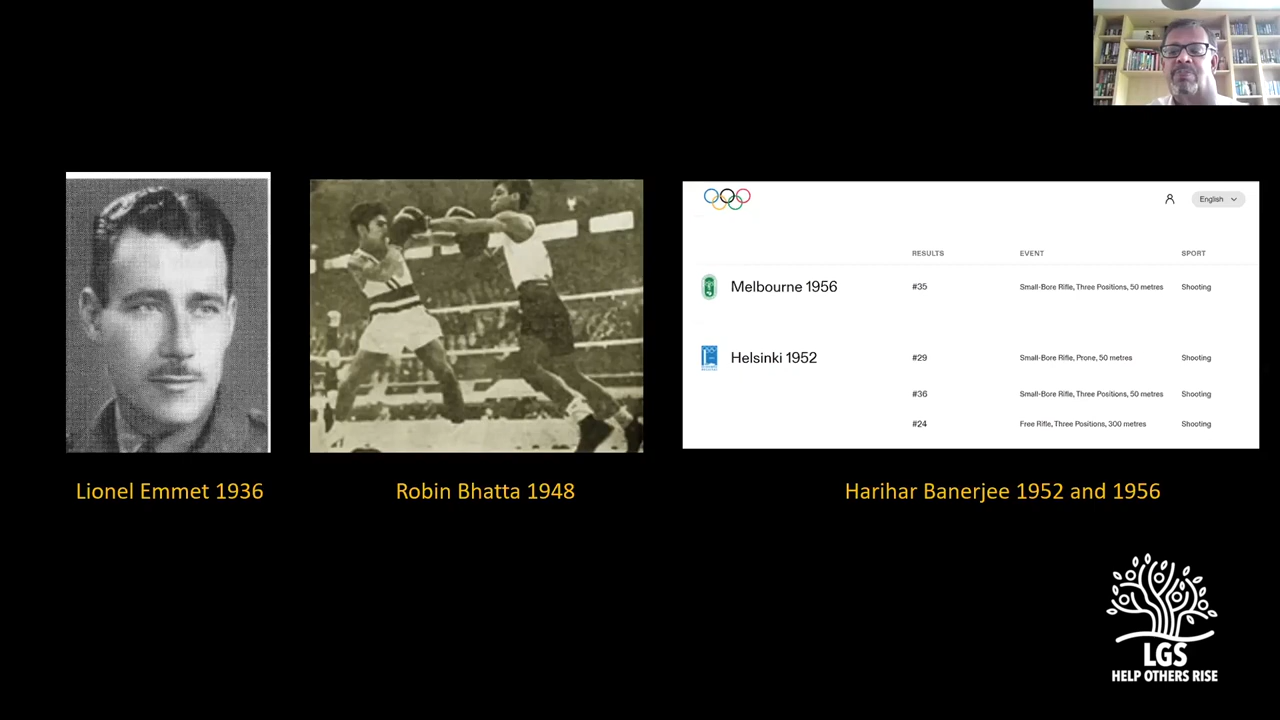 English
RESULTS EVENT SPORT
Melbourne 1956 #35 Small-Bore Rifle, Three Positions, 50 metres Shooting
Helsinki 1952 #29 Small-Bore Rifle, Prone, 50 metres Shooting
#36 Small-Bore Rifle, Three Positions, 50 metres Shooting
#24 Free Rifle, Three Positions, 300 metres Shooting
Lionel Emmet 1936
Robin Bhatta 1948
Harihar Banerjee 1952 and 1956
LGS
HELP OTHERS RISE